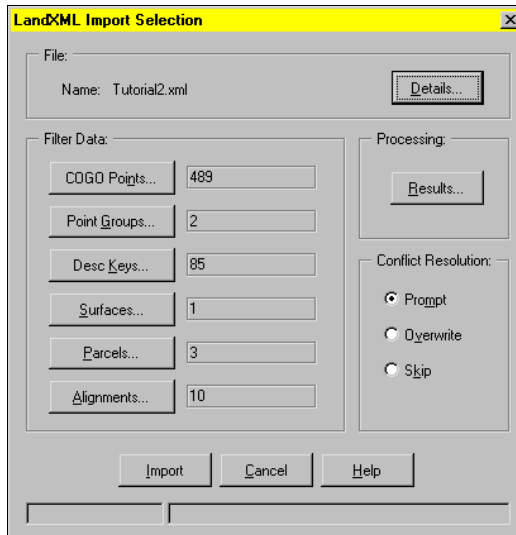 LandXML Import Selection
File:
Name: Tutorial2.xml
Details...
Filter Data:
COGO Points... 489
Point Groups... 2
Desc Keys... 85
Surfaces... 1
Parcels... 3
Alignments... 10
Processing:
Results...
Conflict Resolution:
Prompt
Overwrite
Skip
Import Cancel Help